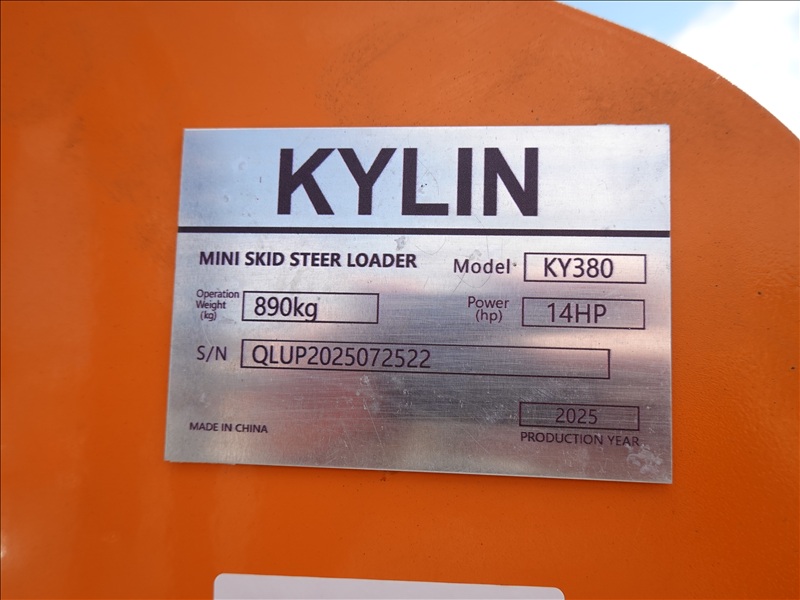 KYLIN
MINI SKID STEER LOADER
Model
KY380
Operation Weight (kg)
890kg
Power (hp)
14HP
S/N
QLUP2025072522
2025
MADE IN CHINA
PRODUCTION YEAR